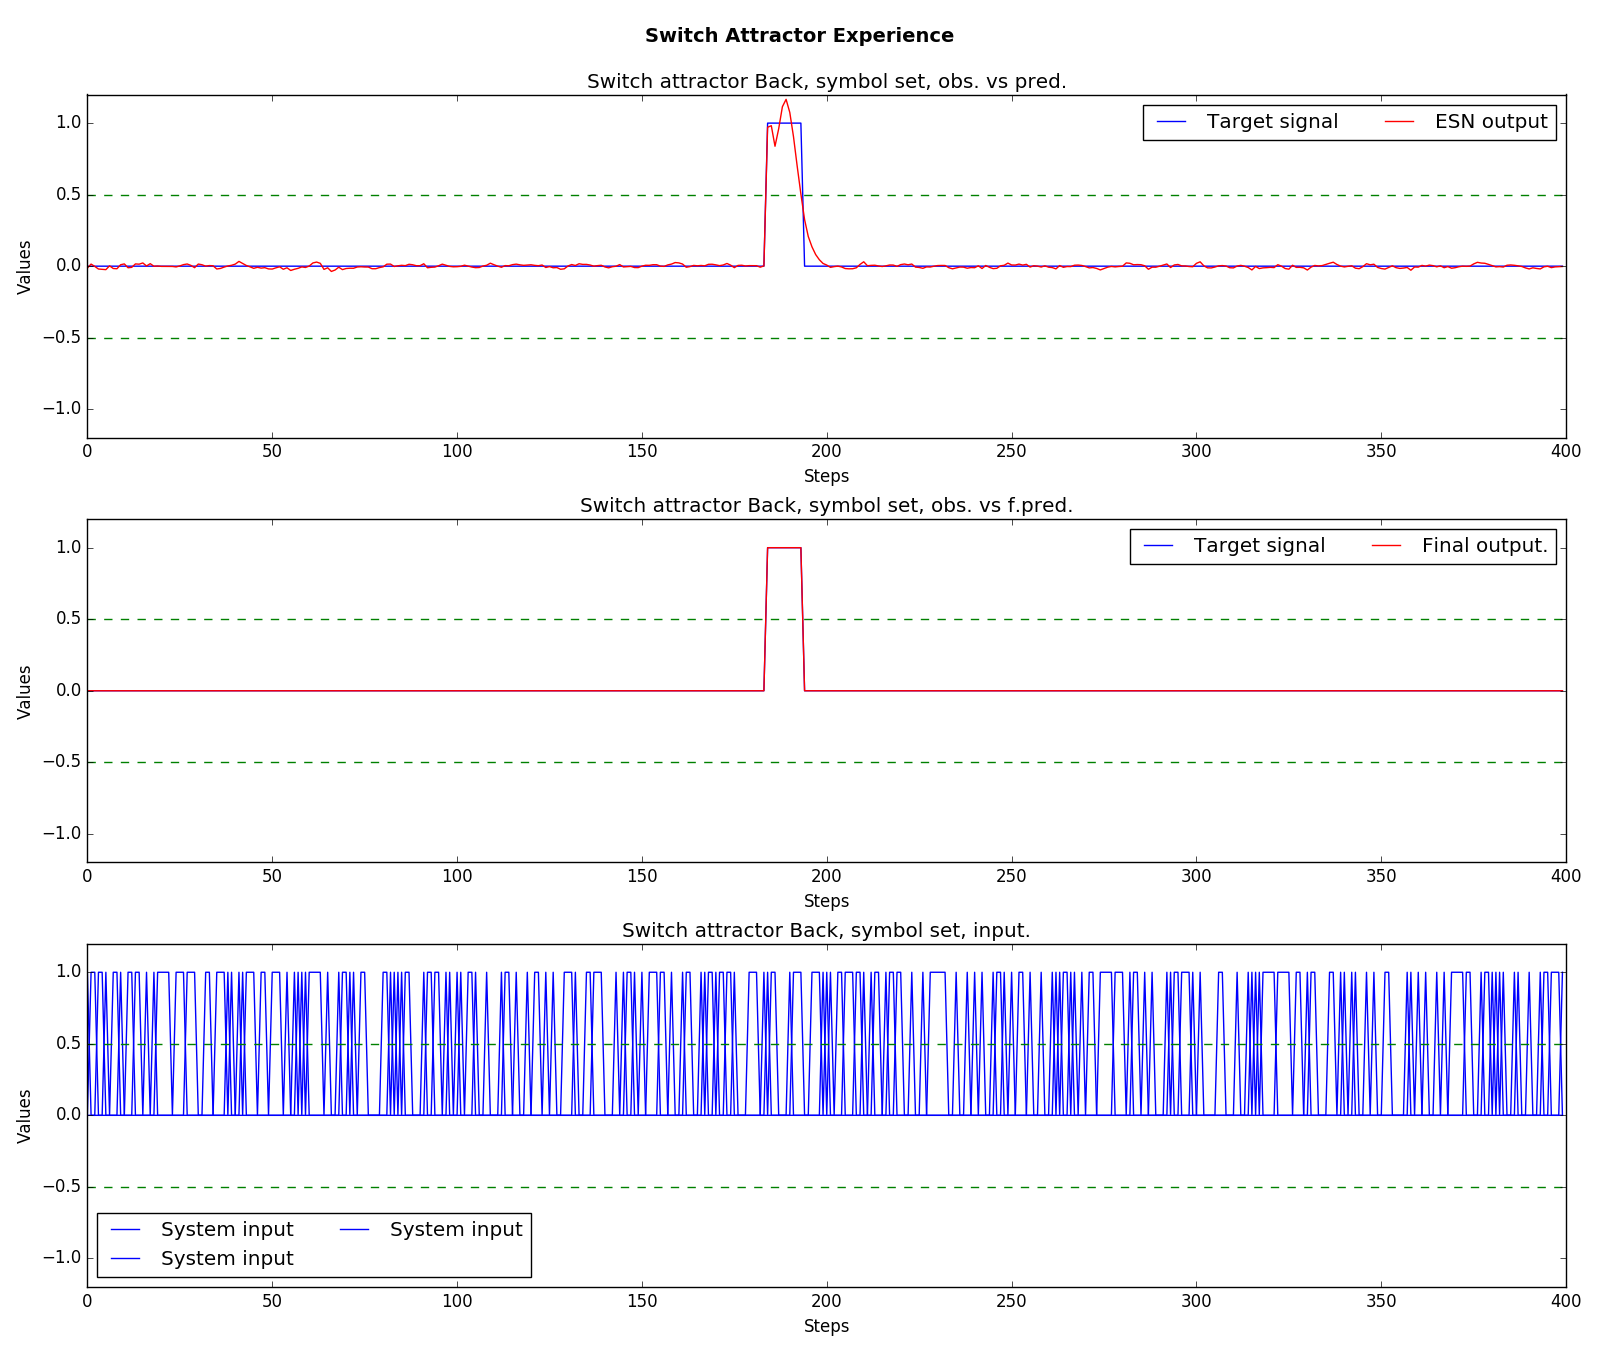 Switch Attractor Experience
Switch attractor Back, symbol set, obs. vs pred.
Target signal ESN output
Values
1.0
0.5
0.0
−0.5
−1.0
0 50 100 150 200 250 300 350 400
Steps
Switch attractor Back, symbol set, obs. vs f.pred.
Target signal Final output.
Values
1.0
0.5
0.0
−0.5
−1.0
0 50 100 150 200 250 300 350 400
Steps
Switch attractor Back, symbol set, input.
Values
1.0
0.5
0.0
−0.5
−1.0
System input System input
System input
0 50 100 150 200 250 300 350 400
Steps